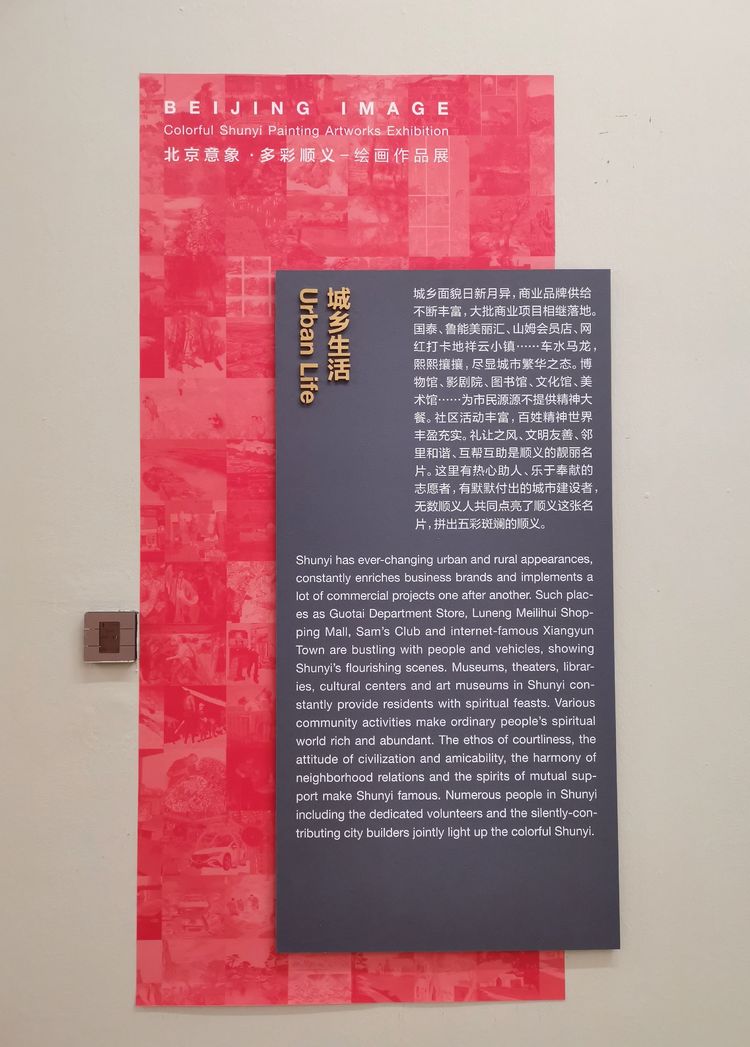 BEIJING IMAGE
Colorful Shunyi Painting Artworks Exhibition
北京意象·多彩顺义-绘画作品展
城乡生活
Urban Life
城乡面貌日新月异,商业品牌供给
不断丰富,大批商业项目相继落地。
国泰、鲁能美丽汇、山姆会员店、网
红打卡地祥云小镇……车水马龙,
熙熙攘攘,尽显城市繁华之态。博
物馆、影剧院、图书馆、文化馆、美
术馆……为市民源源不提供精神大
餐。社区活动丰富,百姓精神世界
丰盈充实。礼让之风、文明友善、邻
里和谐、互帮互助是顺义的靓丽名
片。这里有热心助人、乐于奉献的
志愿者,有默默付出的城市建设者,
无数顺义人共同点亮了顺义这张名
片,拼出五彩斑斓的顺义。
Shunyi has ever-changing urban and rural appearances,
constantly enriches business brands and implements a
lot of commercial projects one after another. Such plac-
es as Guotai Department Store, Luneng Meilihui Shop-
ping Mall, Sam's Club and internet-famous Xiangyun
Town are bustling with people and vehicles, showing
Shunyi's flourishing scenes. Museums, theaters, librar-
ies, cultural centers and art museums in Shunyi con-
stantly provide residents with spiritual feasts. Various
community activities make ordinary people's spiritual
world rich and abundant. The ethos of courtliness, the
attitude of civilization and amicability, the harmony of
neighborhood relations and the spirits of mutual sup-
port make Shunyi famous. Numerous people in Shunyi
including the dedicated volunteers and the silently-con-
tributing city builders jointly light up the colorful Shunyi.